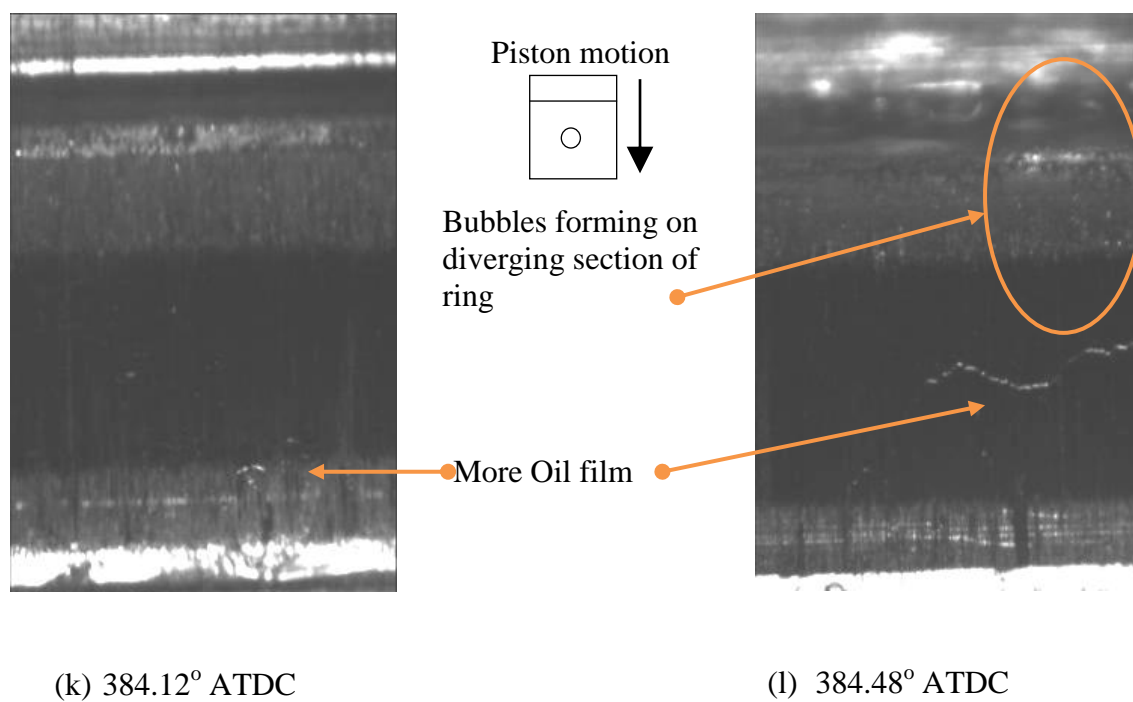 Piston motion
Bubbles forming on
diverging section of
ring
More Oil film
(k) 384.12° ATDC
(l) 384.48° ATDC